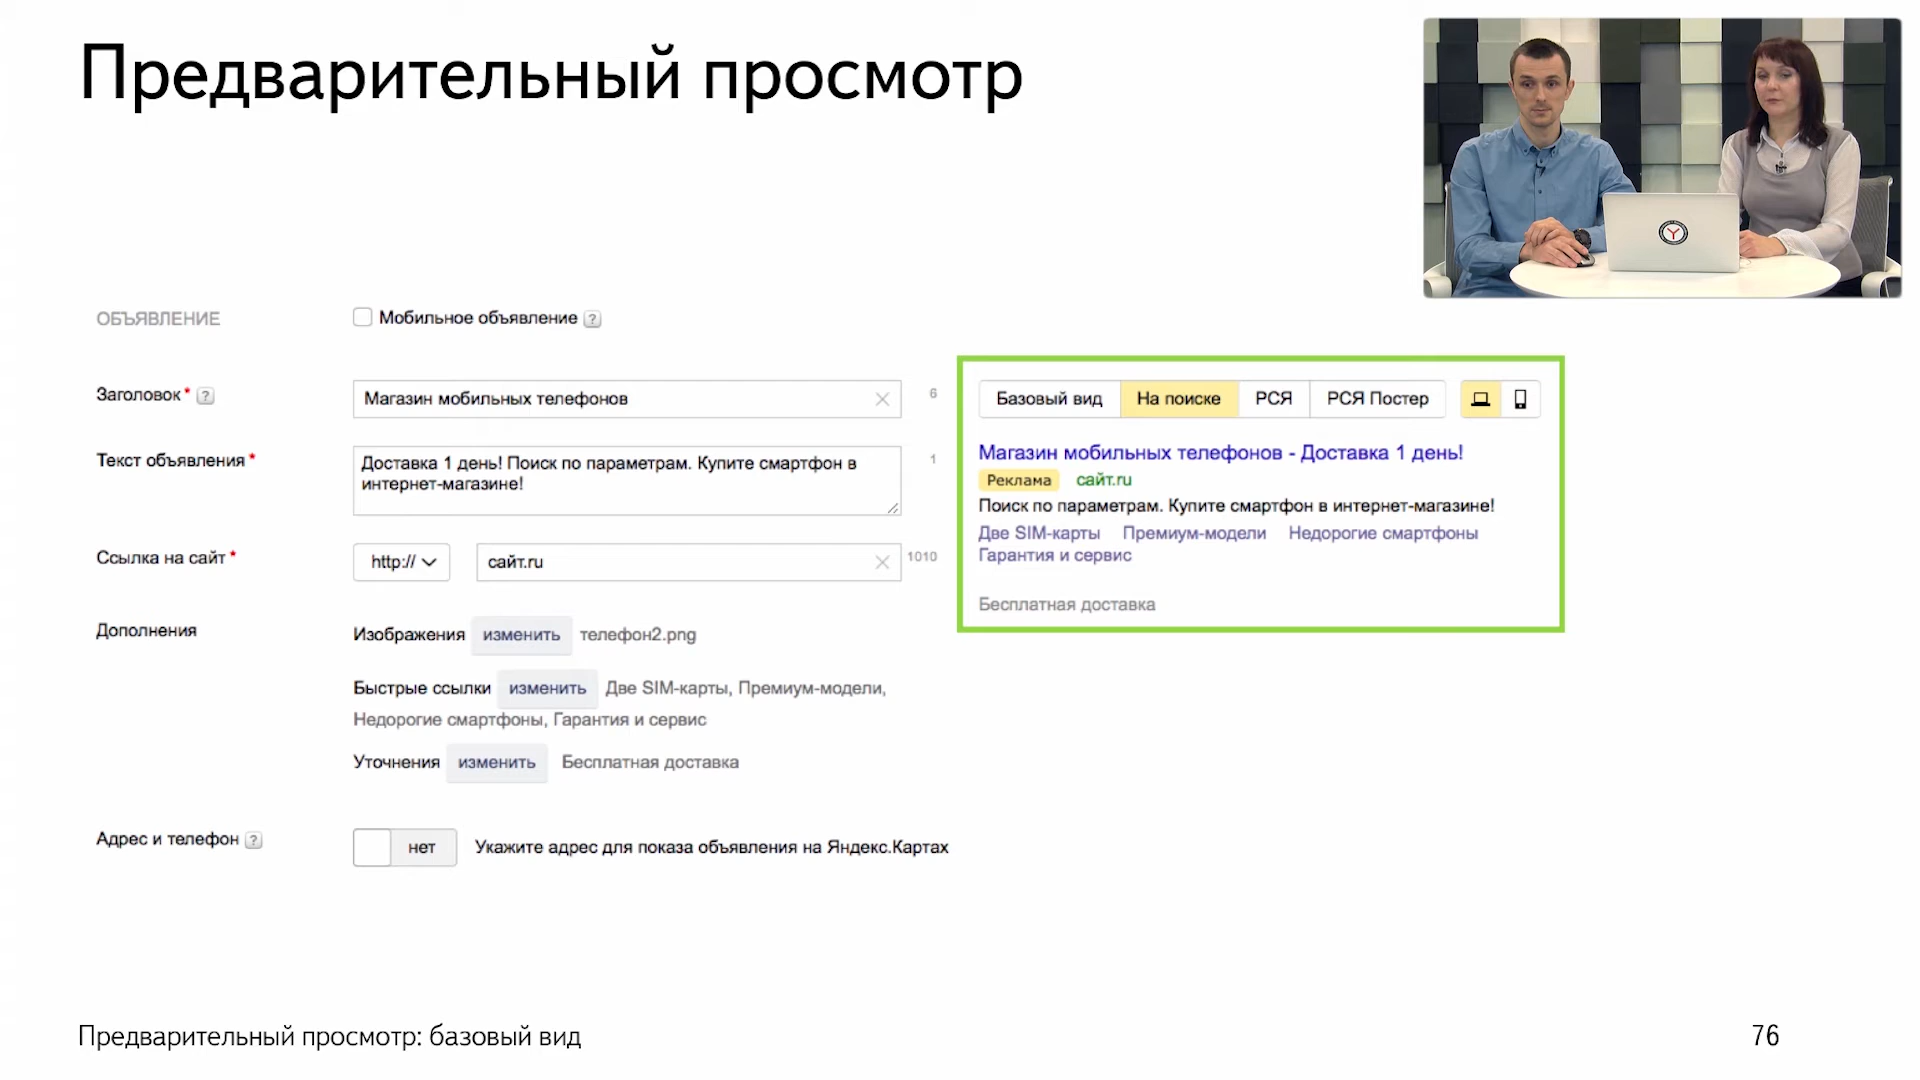 Предварительный просмотр
ОБЪЯВЛЕНИЕ
Мобильное объявление ?
Заголовок* ?
Магазин мобильных телефонов
6
Текст объявления*
Доставка 1 день! Поиск по параметрам. Купите смартфон в
интернет-магазине!
1
Ссылка на сайт*
http://
сайт.ru
1010
Дополнения
Изображения изменить телефон2.png
Быстрые ссылки изменить Две SIM-карты, Премиум-модели,
Недорогие смартфоны, Гарантия и сервис
Уточнения изменить Бесплатная доставка
Адрес и телефон ?
нет
Укажите адрес для показа объявления на Яндекс.Картах
Базовый вид На поиске РСЯ РСЯ Постер
Магазин мобильных телефонов - Доставка 1 день!
Реклама сайт.ru
Поиск по параметрам. Купите смартфон в интернет-магазине!
Две SIM-карты Премиум-модели Недорогие смартфоны
Гарантия и сервис
Бесплатная доставка
Предварительный просмотр: базовый вид
76